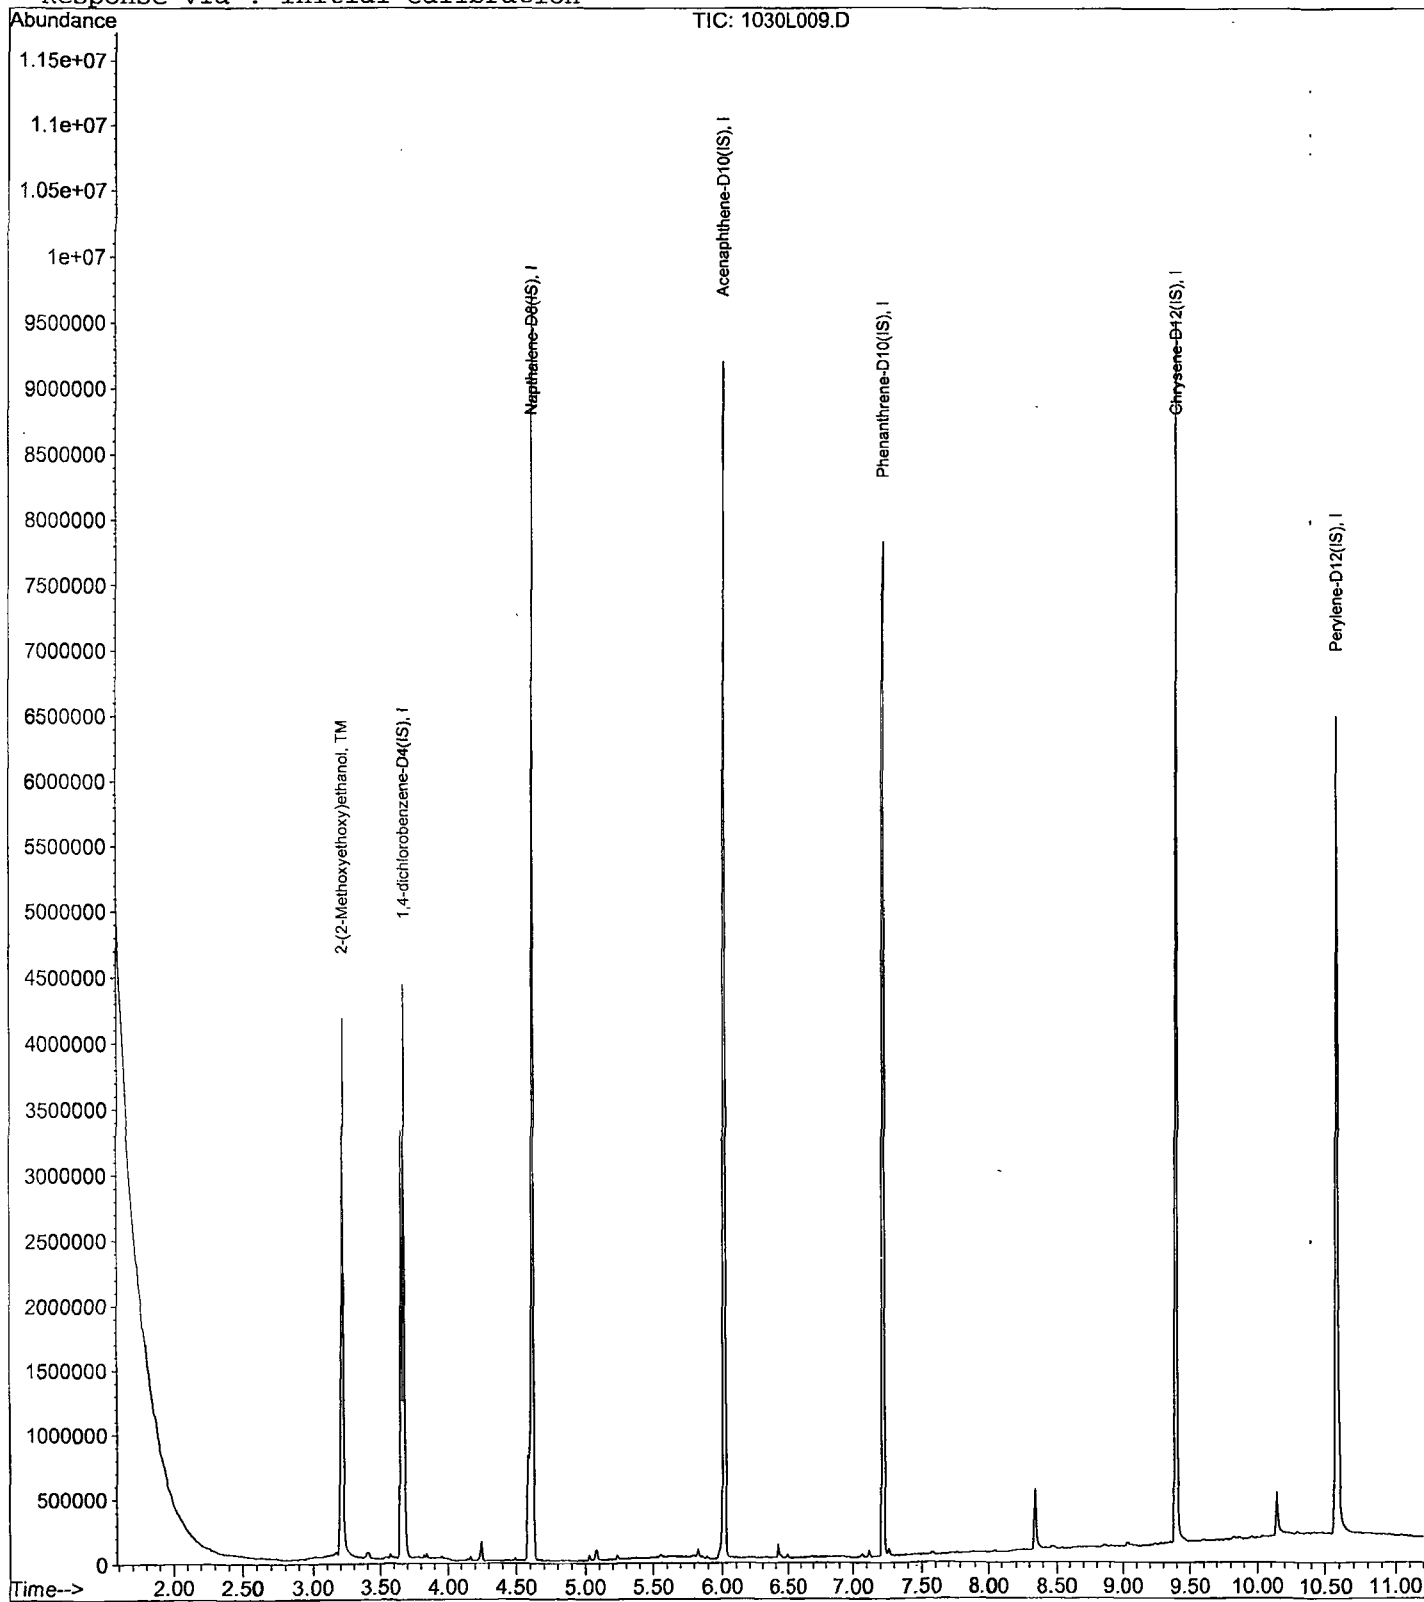 Response via : Initial Calibration
Abundance
TIC: 1030L009.D
1.15e+07
1.1e+07
1.05e+07
1e+07
9500000
9000000
8500000
8000000
7500000
7000000
6500000
6000000
5500000
5000000
4500000
4000000
3500000
3000000
2500000
2000000
1500000
1000000
500000
0
2-(2-Methoxyethoxy)ethanol, TM
1,4-dichlorobenzene-D4(IS), I
Napthalene-D8(IS), I
Acenaphthene-D10(IS), I
Phenanthrene-D10(IS), I
Chrysene-D12(IS), I
Perylene-D12(IS), I
Time-->
2.00 2.50 3.00 3.50 4.00 4.50 5.00 5.50 6.00 6.50 7.00 7.50 8.00 8.50 9.00 9.50 10.00 10.50 11.00